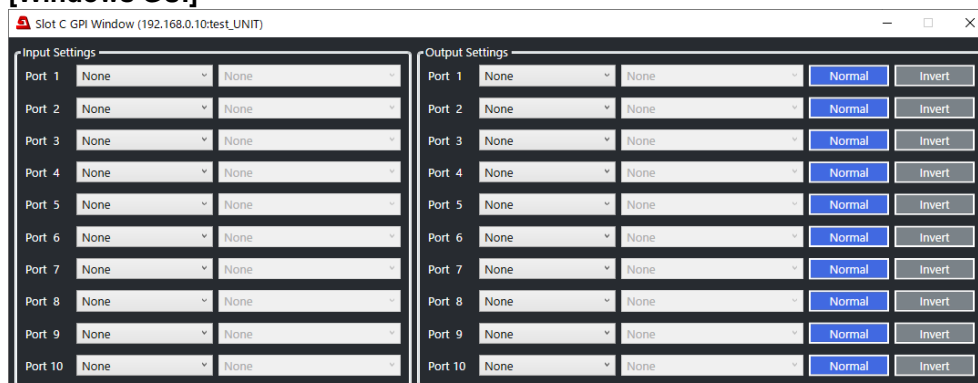 [Windows GUI]
Slot C GPI Window (192.168.0.10:test_UNIT)
Input Settings Output Settings
Port 1 None None Port 1 None None Normal Invert
Port 2 None None Port 2 None None Normal Invert
Port 3 None None Port 3 None None Normal Invert
Port 4 None None Port 4 None None Normal Invert
Port 5 None None Port 5 None None Normal Invert
Port 6 None None Port 6 None None Normal Invert
Port 7 None None Port 7 None None Normal Invert
Port 8 None None Port 8 None None Normal Invert
Port 9 None None Port 9 None None Normal Invert
Port 10 None None Port 10 None None Normal Invert